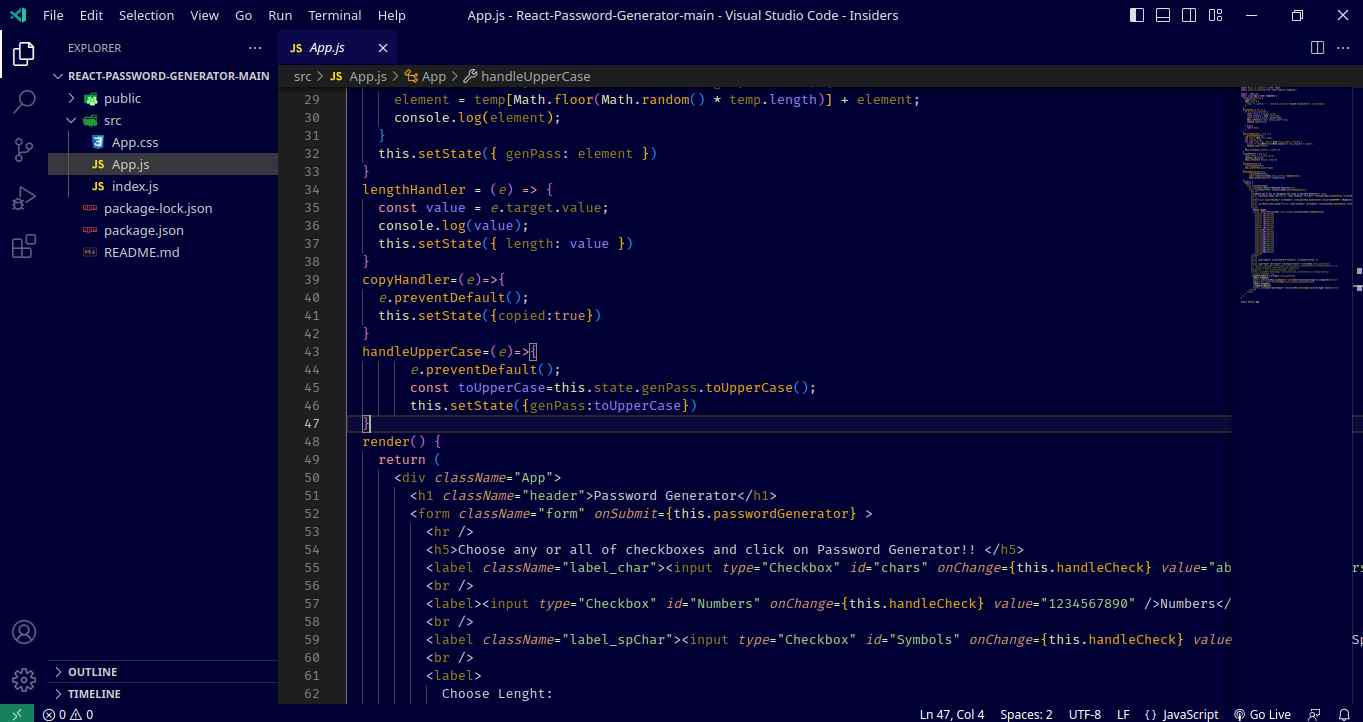 File Edit Selection View Go Run Terminal Help App.js - React-Password-Generator-main - Visual Studio Code - Insiders
EXPLORER
REACT-PASSWORD-GENERATOR-MAIN
public
src
App.css
JS App.js
JS index.js
package-lock.json
package.json
README.md
OUTLINE
TIMELINE
JS App.js
src > JS App.js > App > handleUpperCase
29 element = temp[Math.floor(Math.random() * temp.length)] + element;
30 console.log(element);
31 }
32 this.setState({ genPass: element })
33 }
34 lengthHandler = (e) => {
35 const value = e.target.value;
36 console.log(value);
37 this.setState({ length: value })
38 }
39 copyHandler=(e)=>{
40 e.preventDefault();
41 this.setState({copied:true})
42 }
43 handleUpperCase=(e)=>{
44 e.preventDefault();
45 const toUpperCase=this.state.genPass.toUpperCase();
46 this.setState({genPass:toUpperCase})
47 }
48 render() {
49 return (
50 <div className="App">
51 <h1 className="header">Password Generator</h1>
52 <form className="form" onSubmit={this.passwordGenerator} >
53 <hr />
54 <h5>Choose any or all of checkboxes and click on Password Generator!! </h5>
55 <label className="label_char"><input type="Checkbox" id="chars" onChange={this.handleCheck} value="ab
56 <br />
57 <label><input type="Checkbox" id="Numbers" onChange={this.handleCheck} value="1234567890" />Numbers</
58 <br />
59 <label className="label_spChar"><input type="Checkbox" id="Symbols" onChange={this.handleCheck} value
60 <br />
61 <label>
62 Choose Lenght:
0 0 Ln 47, Col 4 Spaces: 2 UTF-8 LF {} JavaScript Go Live